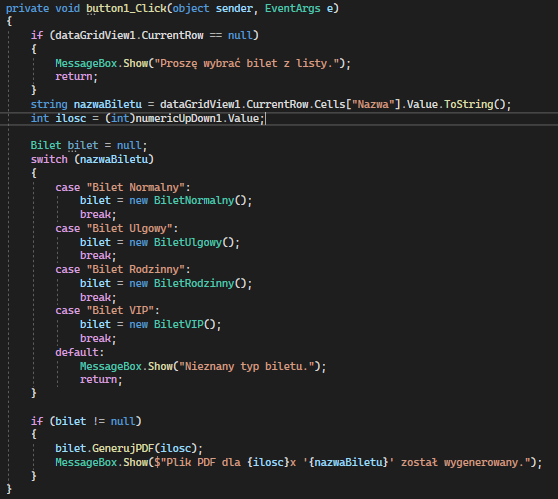 private void button1_Click(object sender, EventArgs e)
{
if (dataGridView1.CurrentRow == null)
{
MessageBox.Show("Proszę wybrać bilet z listy.");
return;
}
string nazwaBiletu = dataGridView1.CurrentRow.Cells["Nazwa"].Value.ToString();
int ilosc = (int)numericUpDown1.Value;
Bilet bilet = null;
switch (nazwaBiletu)
{
case "Bilet Normalny":
bilet = new BiletNormalny();
break;
case "Bilet Ulgowy":
bilet = new BiletUlgowy();
break;
case "Bilet Rodzinny":
bilet = new BiletRodzinny();
break;
case "Bilet VIP":
bilet = new BiletVIP();
break;
default:
MessageBox.Show("Nieznany typ biletu.");
return;
}
if (bilet != null)
{
bilet.GenerujPDF(ilosc);
MessageBox.Show($"Plik PDF dla {ilosc}x '{nazwaBiletu}' został wygenerowany.");
}
}